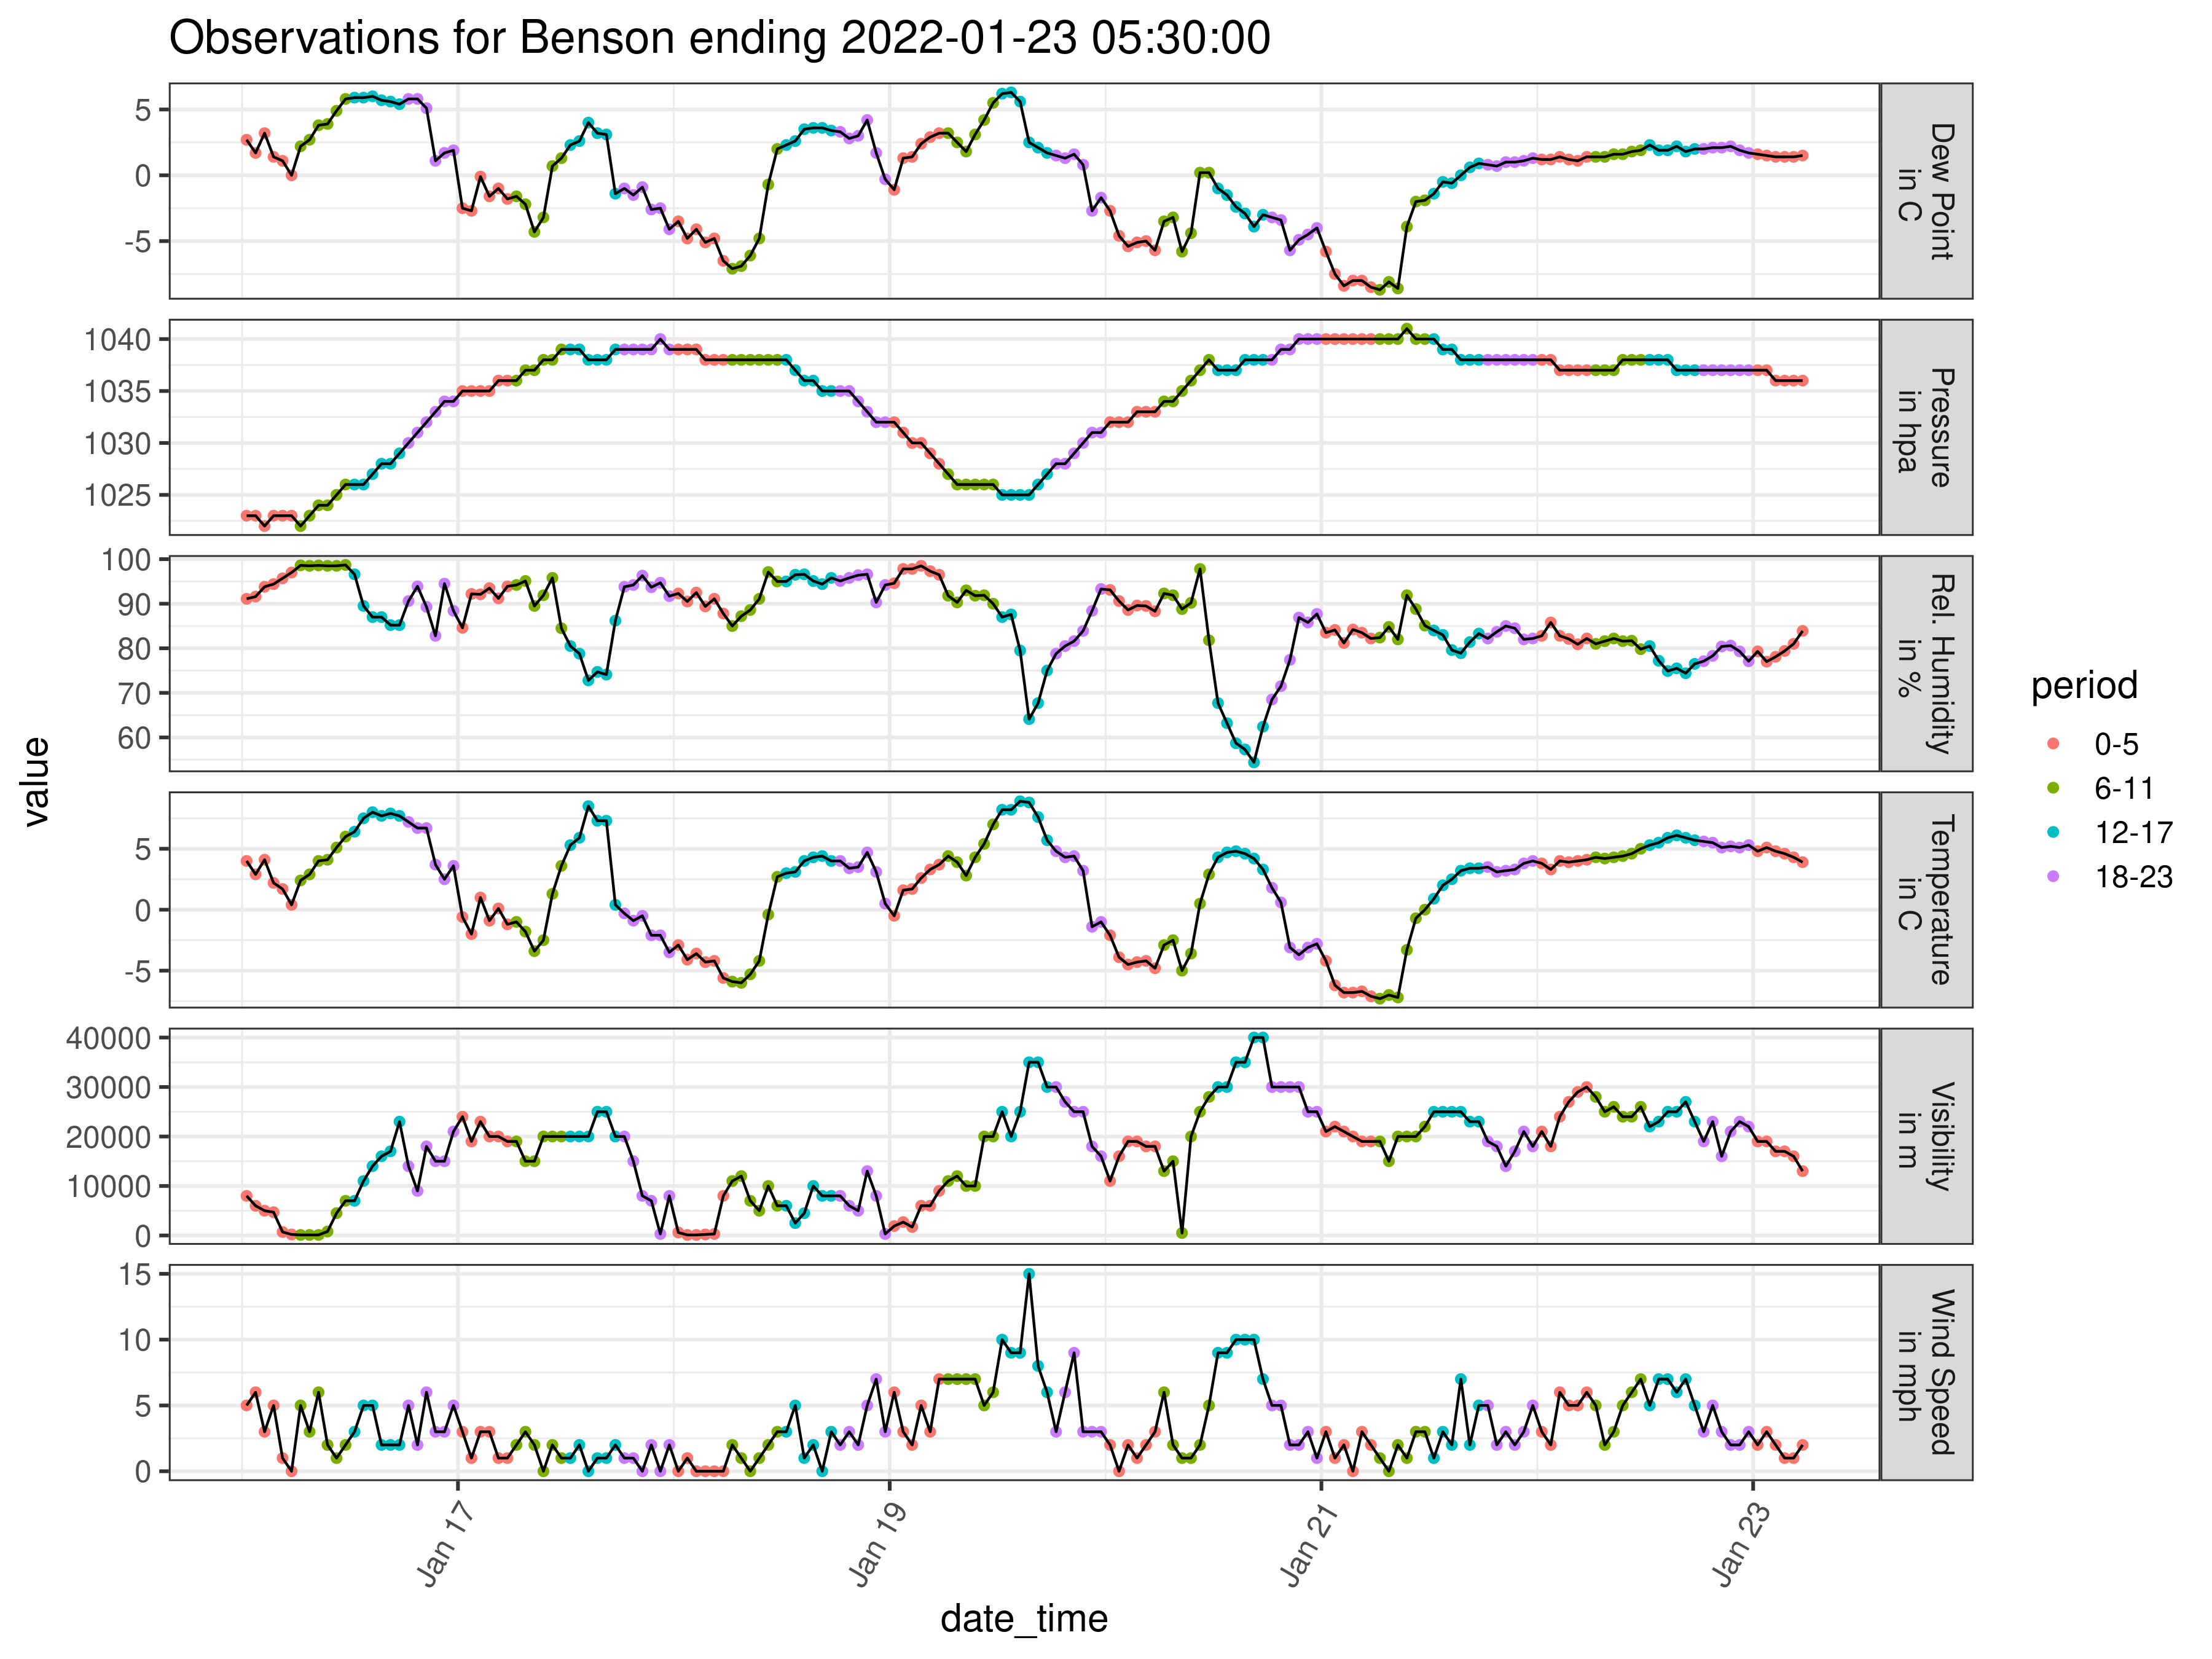 Observations for Benson ending 2022-01-23 05:30:00
value
5
0
-5
Dew Point
in C
1040
1035
1030
1025
Pressure
in hpa
100
90
80
70
60
Rel. Humidity
in %
5
0
-5
Temperature
in C
40000
30000
20000
10000
0
Visibility
in m
15
10
5
0
Wind Speed
in mph
Jan 17
Jan 19
Jan 21
Jan 23
date_time
period
0-5
6-11
12-17
18-23